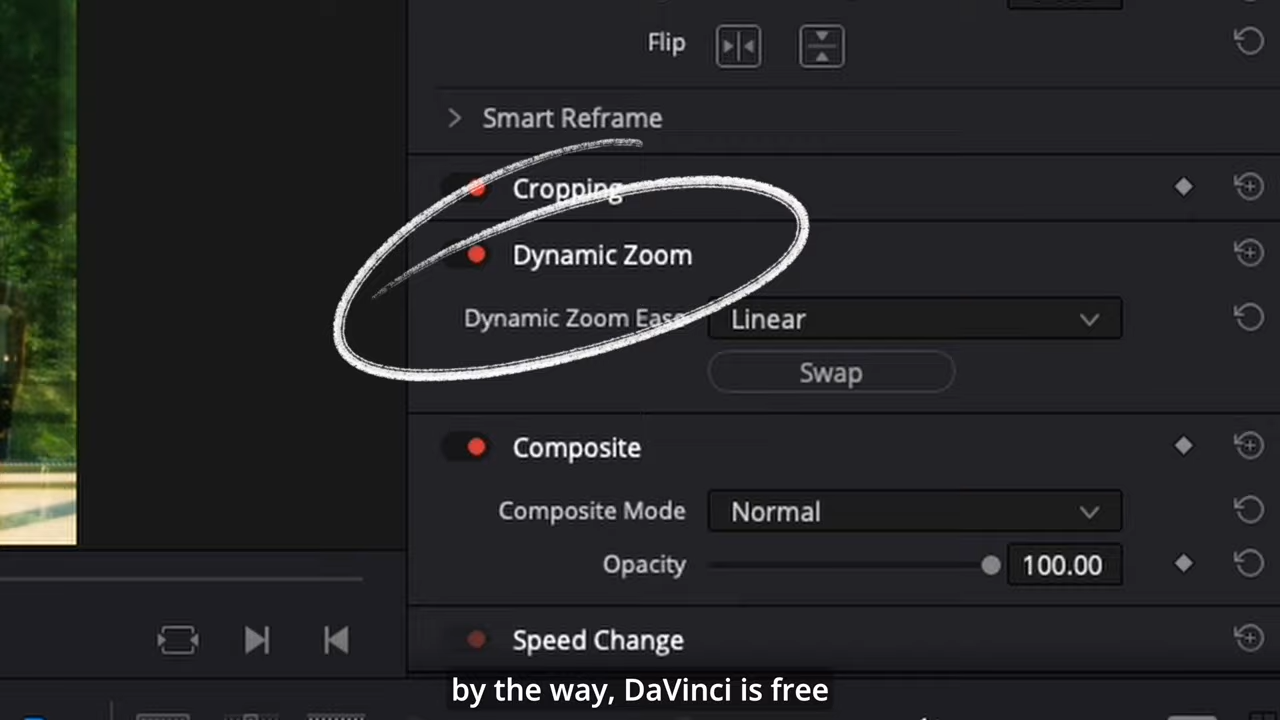 Flip
Smart Reframe
Cropping
Dynamic Zoom
Dynamic Zoom Ease Linear
Swap
Composite
Composite Mode Normal
Opacity 100.00
Speed Change
by the way, DaVinci is free